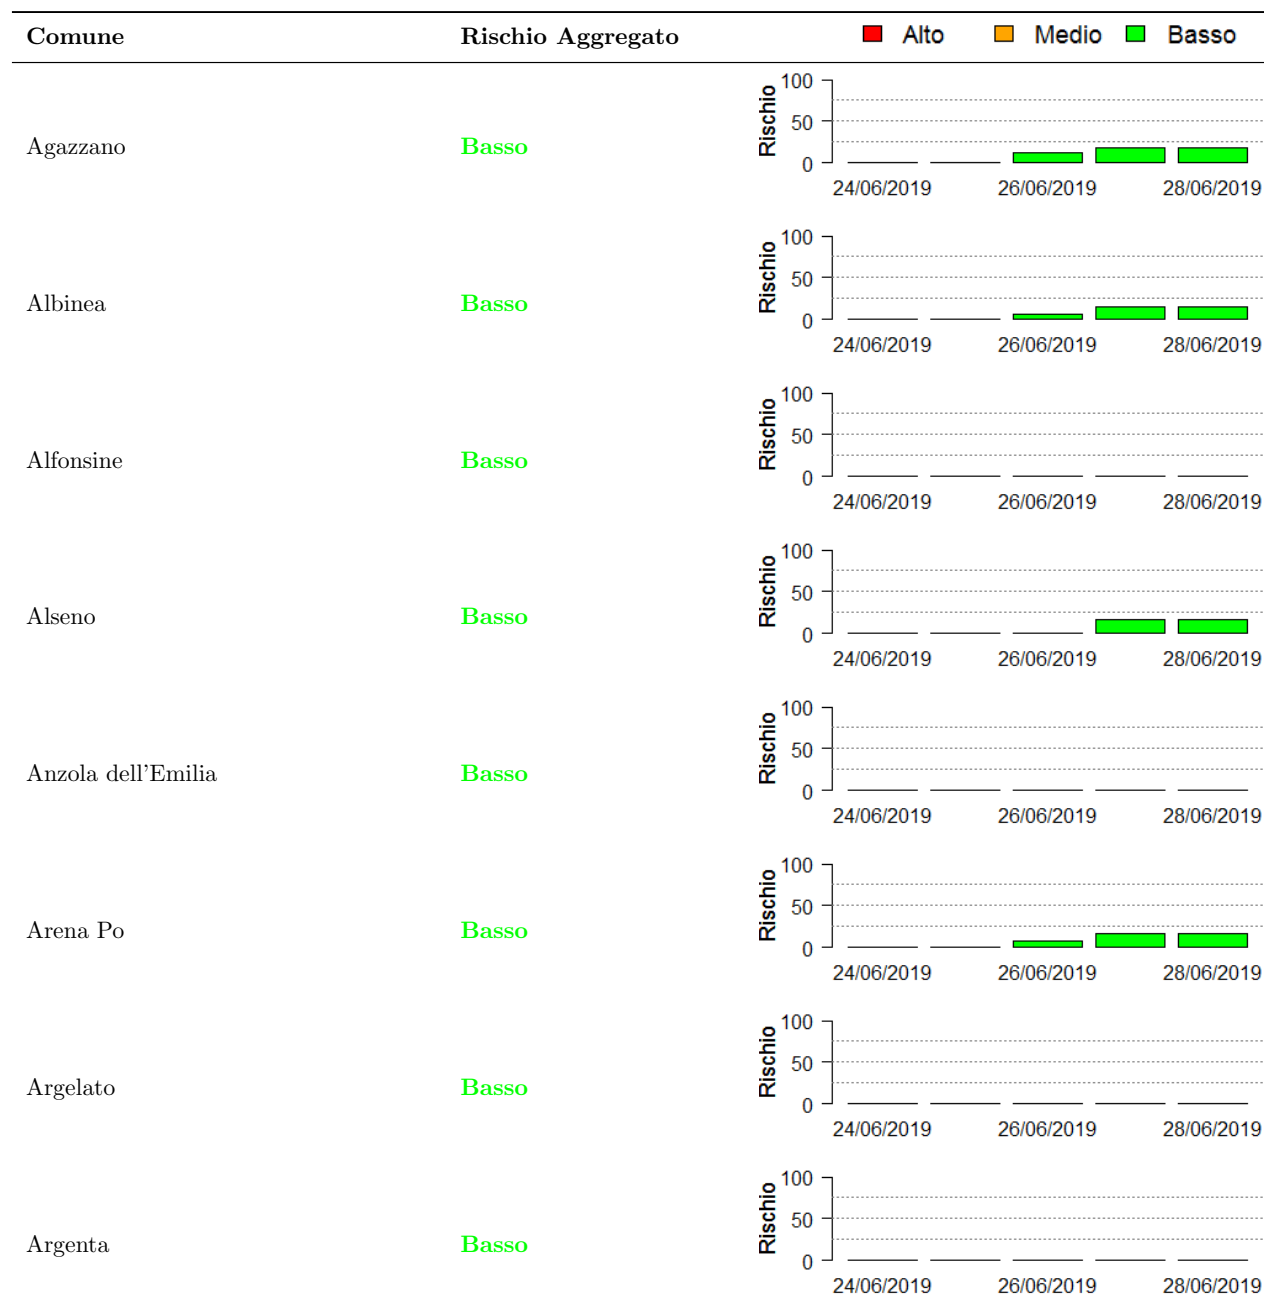 Comune Rischio Aggregato Alto Medio Basso
Agazzano Basso
Rischio
100
50
0
24/06/2019 26/06/2019 28/06/2019
Albinea Basso
Rischio
100
50
0
24/06/2019 26/06/2019 28/06/2019
Alfonsine Basso
Rischio
100
50
0
24/06/2019 26/06/2019 28/06/2019
Alseno Basso
Rischio
100
50
0
24/06/2019 26/06/2019 28/06/2019
Anzola dell'Emilia Basso
Rischio
100
50
0
24/06/2019 26/06/2019 28/06/2019
Arena Po Basso
Rischio
100
50
0
24/06/2019 26/06/2019 28/06/2019
Argelato Basso
Rischio
100
50
0
24/06/2019 26/06/2019 28/06/2019
Argenta Basso
Rischio
100
50
0
24/06/2019 26/06/2019 28/06/2019